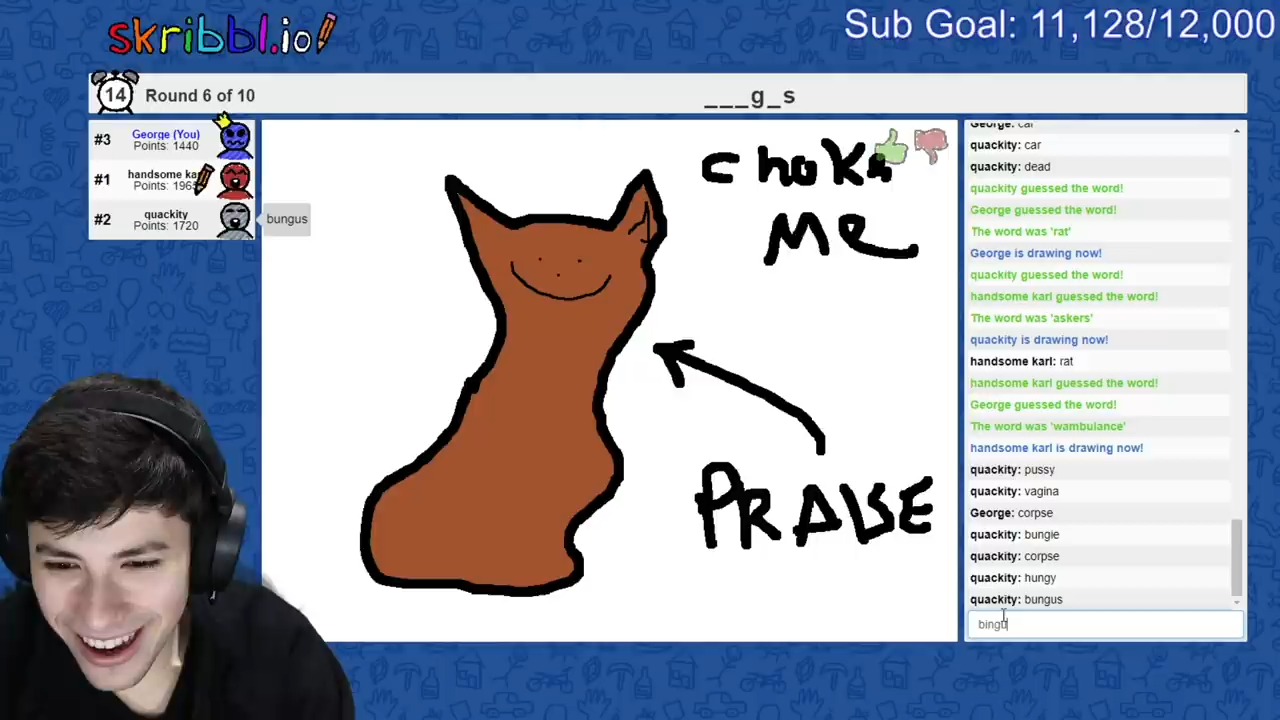 Sub Goal: 11,128/12,000
skribbl.io
14
Round 6 of 10
___g_s
#3
George (You)
Points: 1440
#1
Points: 1965
#2
quackity
Points: 1720
bungus
choke
me
PRAISE
George: car
quackity: car
quackity: dead
quackity guessed the word!
George guessed the word!
The word was 'rat'
George is drawing now!
quackity guessed the word!
handsome karl guessed the word!
The word was 'askers'
quackity is drawing now!
handsome karl: rat
handsome karl guessed the word!
George guessed the word!
The word was 'wambulance'
handsome karl is drawing now!
quackity: pussy
quackity: vagina
George: corpse
quackity: bungie
quackity: corpse
quackity: hungy
quackity: bungus
bingu